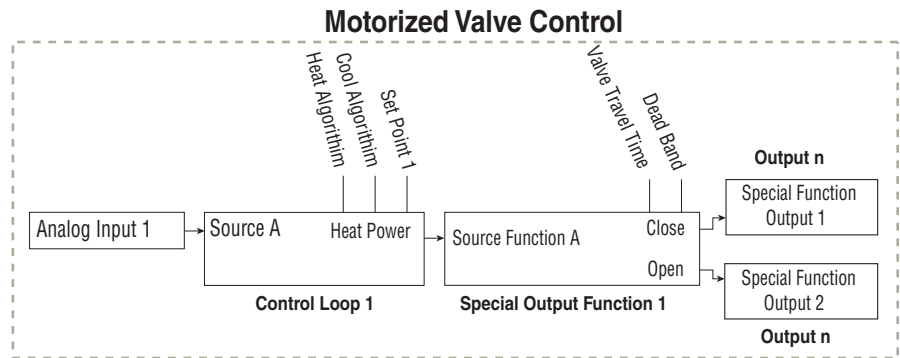 Motorized Valve Control
Heat Algorithim
Cool Algorithim
Set Point 1
Valve Travel Time
Dead Band
Output n
Analog Input 1
Source A
Heat Power
Source Function A
Close
Open
Special Function
Output 1
Special Function
Output 2
Control Loop 1
Special Output Function 1
Output n